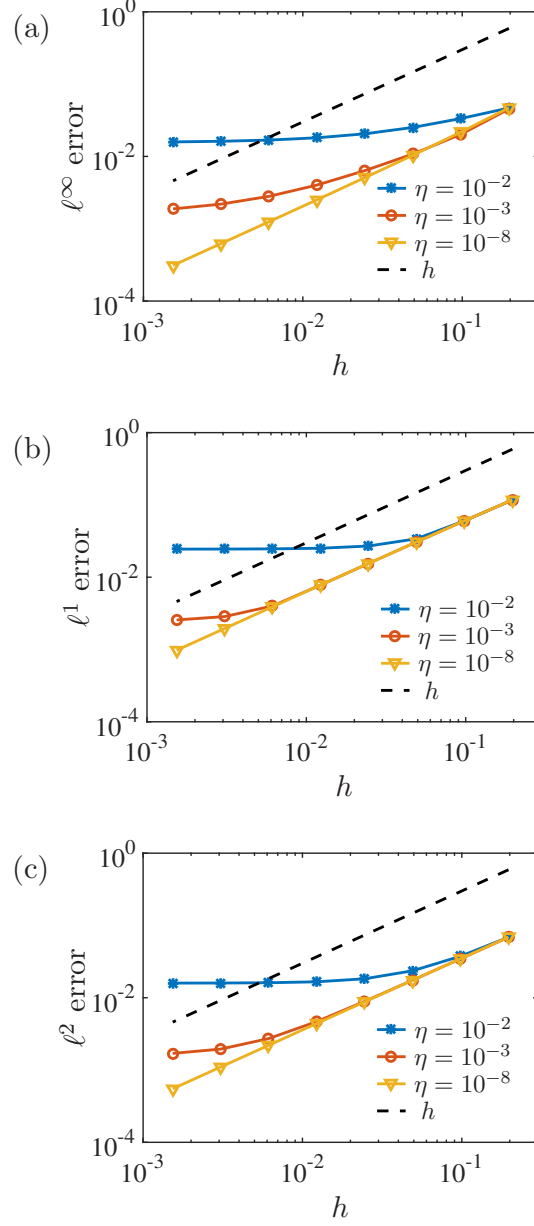 (a)
ℓ^∞ error
10^0
10^-2
10^-4
η = 10^-2
η = 10^-3
η = 10^-8
h
10^-3
10^-2
10^-1
h
(b)
ℓ^1 error
10^0
10^-2
10^-4
η = 10^-2
η = 10^-3
η = 10^-8
h
10^-3
10^-2
10^-1
h
(c)
ℓ^2 error
10^0
10^-2
10^-4
η = 10^-2
η = 10^-3
η = 10^-8
h
10^-3
10^-2
10^-1
h